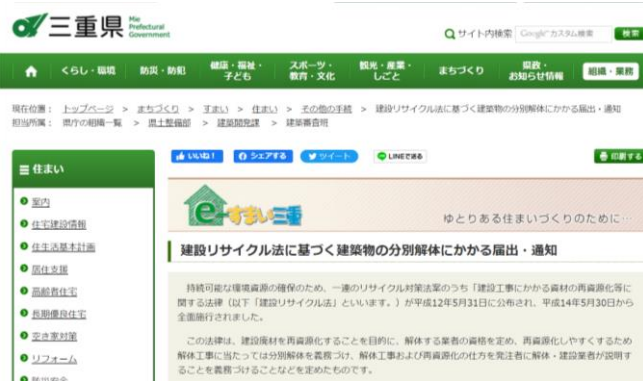 三重県
Mie
Prefectural
Government
サイト内検索 Google カスタム検索 検索
くらし・環境
防災・防犯
健康・福祉・
子ども
スポーツ・
教育・文化
観光・産業・
しごと
まちづくり
県政・
お知らせ情報
組織・業務
現在位置： トップページ > まちづくり > すまい > 住まい > その他の手続 > 建設リサイクル法に基づく建築物の分別解体にかかる届出・通知
担当所属： 県庁の組織一覧 > 県土整備部 > 建築開発課 > 建築審査班
いいね！
シェアする
ツイート
LINEで送る
印刷する
住まい
案内
住宅建設情報
住生活基本計画
居住支援
高齢者住宅
長期優良住宅
空き家対策
リフォーム
e-すまい三重
ゆとりある住まいづくりのために…
建設リサイクル法に基づく建築物の分別解体にかかる届出・通知
持続可能な環境資源の確保のため、一連のリサイクル対策法案のうち「建設工事にかかる資材の再資源化等に
関する法律（以下「建設リサイクル法」といいます。）が平成12年5月31日に公布され、平成14年5月30日から
全面施行されました。
この法律は、建設廃材を再資源化することを目的に、解体する業者の資格を定め、再資源化しやすくするため
解体工事に当たっては分別解体を義務づけ、解体工事および再資源化の仕方を発注者に解体・建設業者が説明す
ることを義務づけることなどを定めたものです。